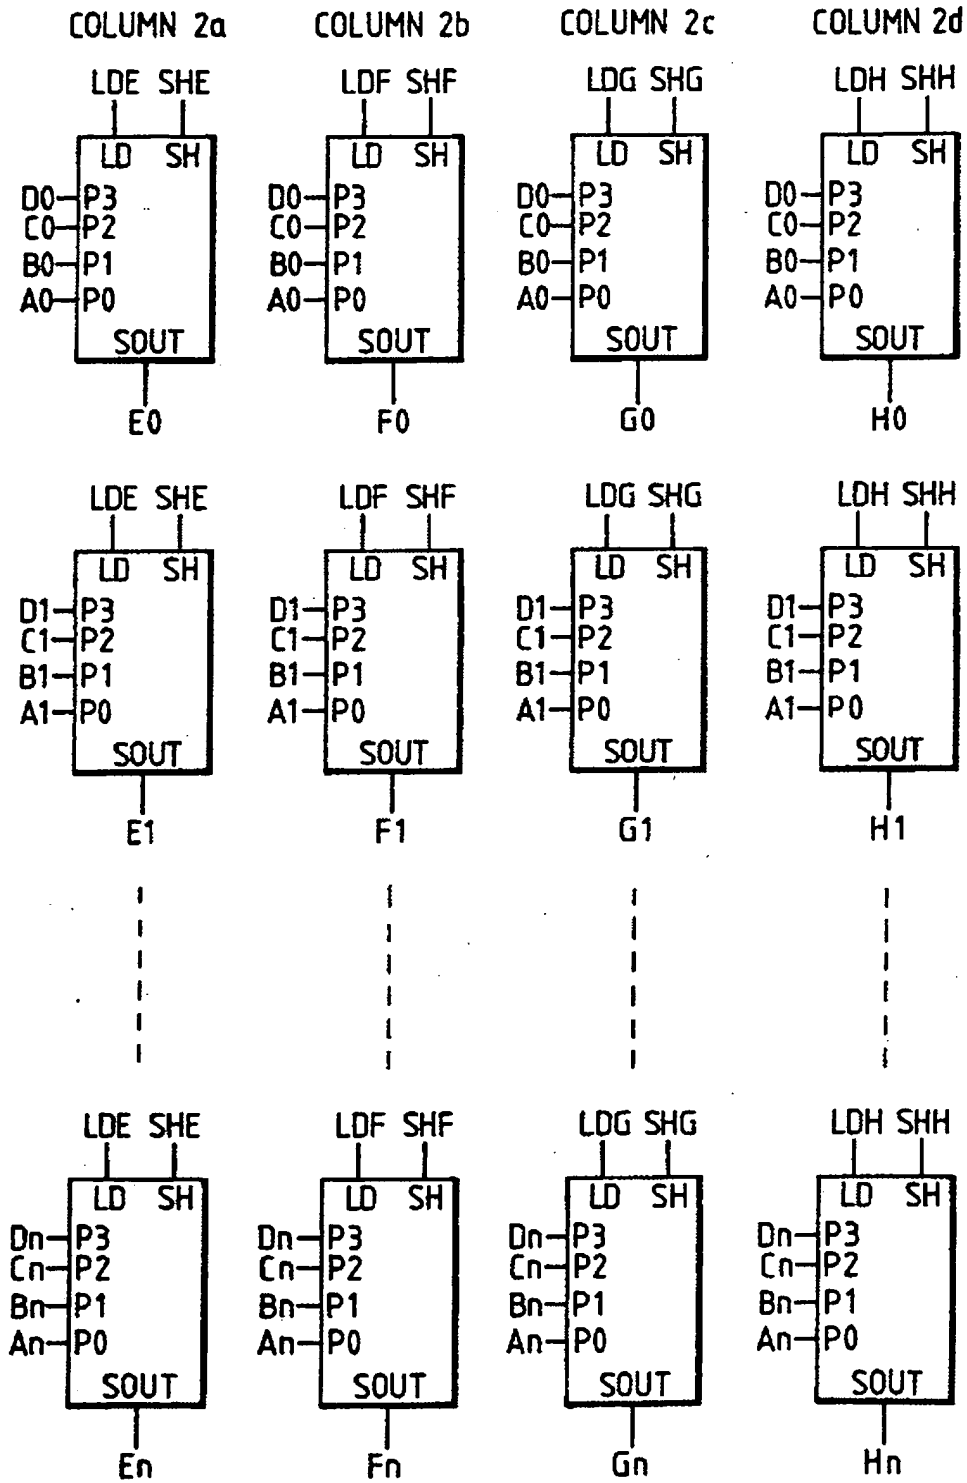 COLUMN 2a COLUMN 2b COLUMN 2c COLUMN 2d
LDE SHE LDF SHF LDG SHG LDH SHH
LD SH LD SH LD SH LD SH
D0 P3 D0 P3 D0 P3 D0 P3
C0 P2 C0 P2 C0 P2 C0 P2
B0 P1 B0 P1 B0 P1 B0 P1
A0 P0 A0 P0 A0 P0 A0 P0
SOUT SOUT SOUT SOUT
E0 F0 G0 H0
LDE SHE LDF SHF LDG SHG LDH SHH
LD SH LD SH LD SH LD SH
D1 P3 D1 P3 D1 P3 D1 P3
C1 P2 C1 P2 C1 P2 C1 P2
B1 P1 B1 P1 B1 P1 B1 P1
A1 P0 A1 P0 A1 P0 A1 P0
SOUT SOUT SOUT SOUT
E1 F1 G1 H1
LDE SHE LDF SHF LDG SHG LDH SHH
LD SH LD SH LD SH LD SH
Dn P3 Dn P3 Dn P3 Dn P3
Cn P2 Cn P2 Cn P2 Cn P2
Bn P1 Bn P1 Bn P1 Bn P1
An P0 An P0 An P0 An P0
SOUT SOUT SOUT SOUT
En Fn Gn Hn